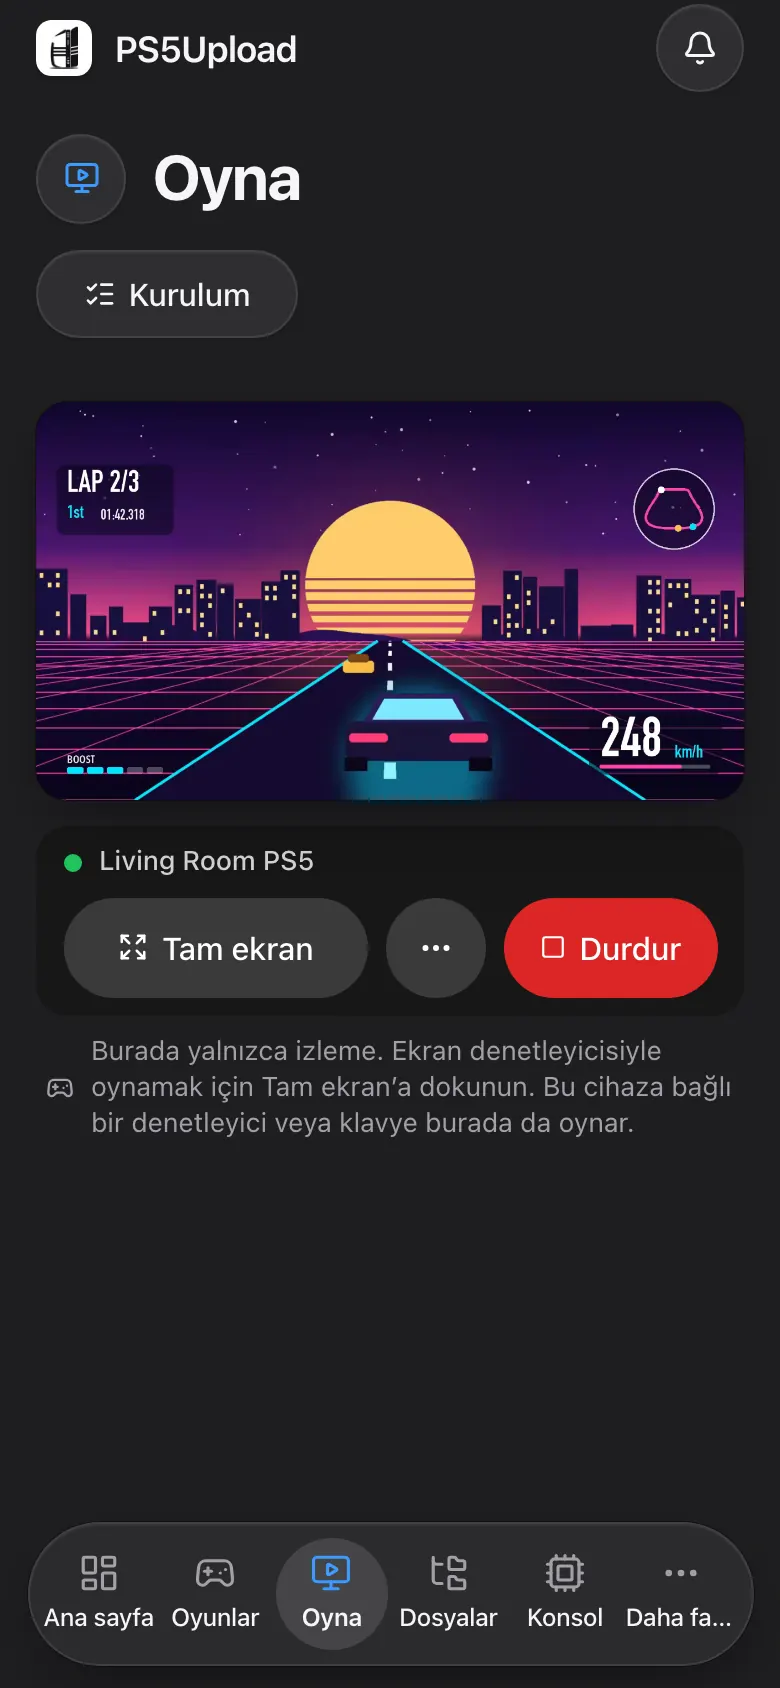 PS5Upload
Oyna
Kurulum
LAP 2/3
1st 01:42.318
BOOST
248 km/h
Living Room PS5
Tam ekran
Durdur
Burada yalnızca izleme. Ekran denetleyicisiyle
oynamak için Tam ekran’a dokunun. Bu cihaza bağlı
bir denetleyici veya klavye burada da oynar.
Ana sayfa Oyunlar Oyna Dosyalar Konsol Daha fa...